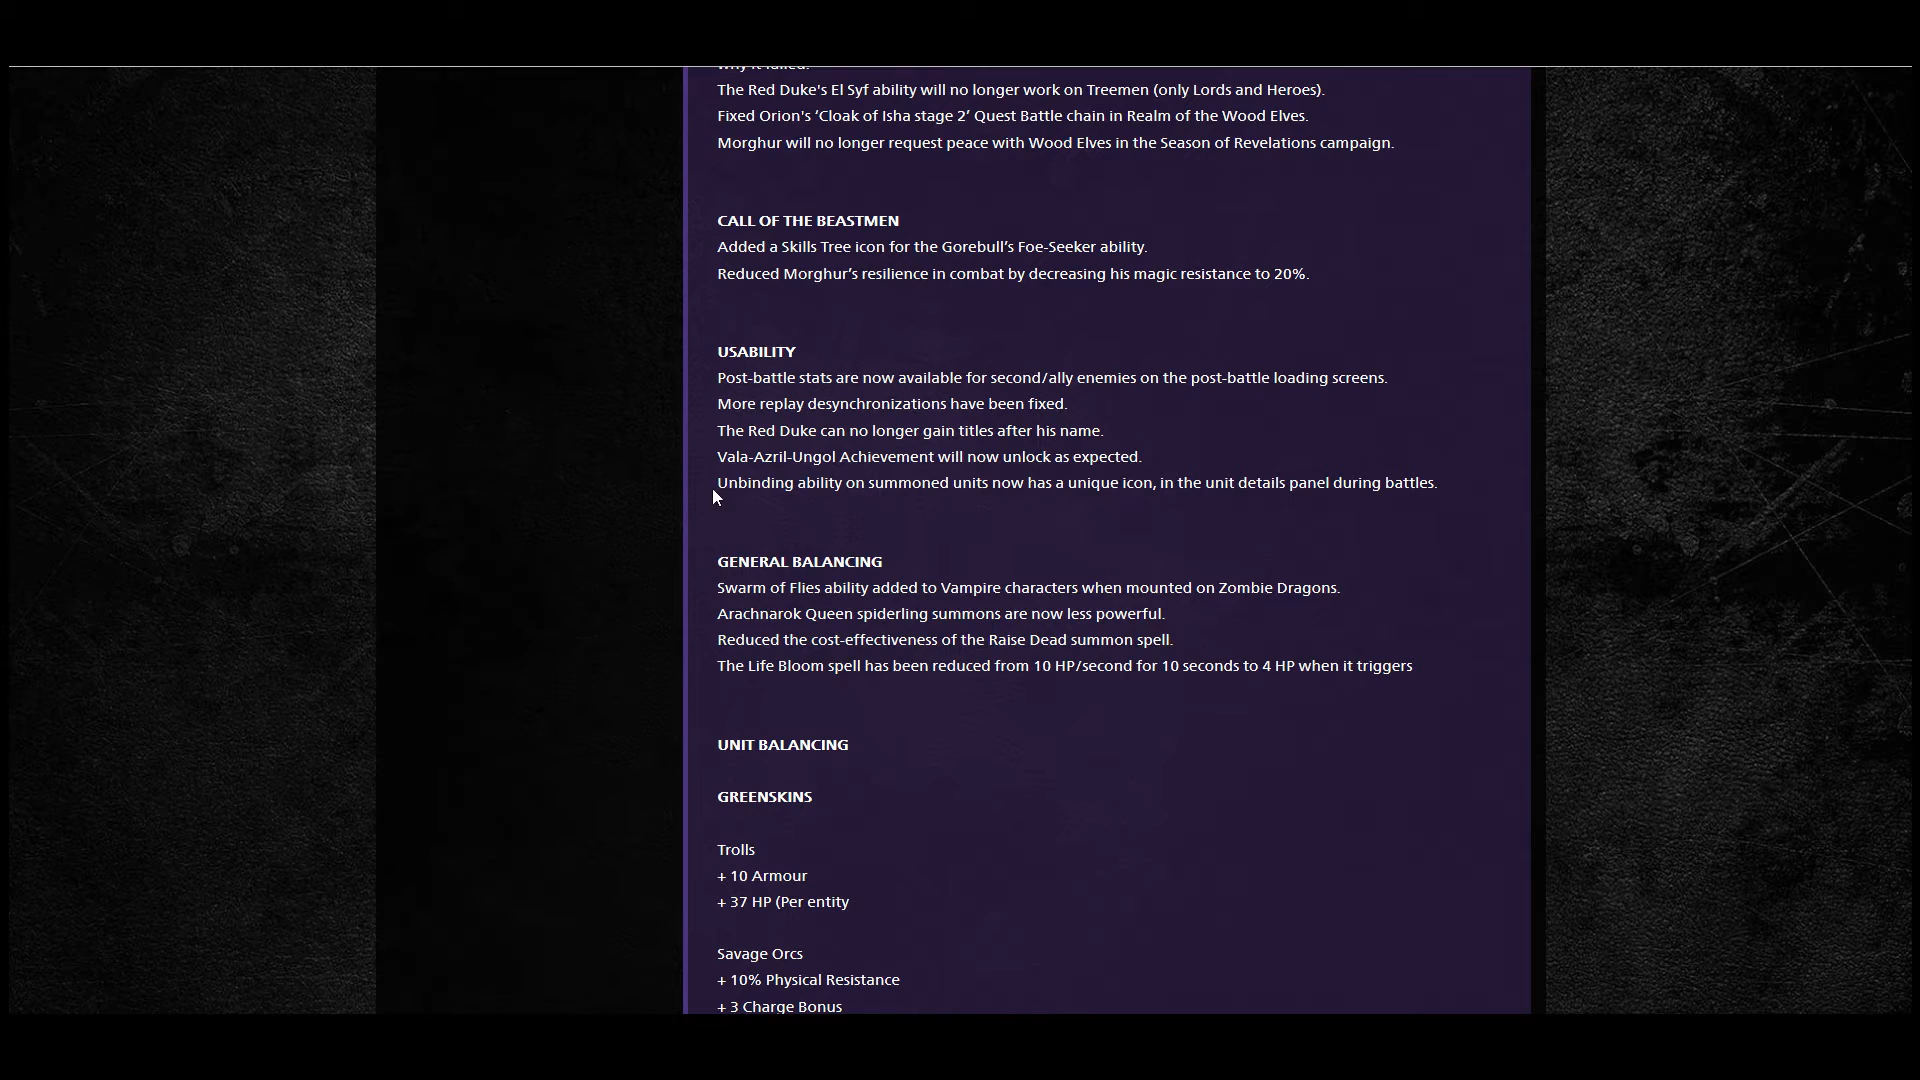 why it failed.
The Red Duke's El Syf ability will no longer work on Treemen (only Lords and Heroes).
Fixed Orion's ‘Cloak of Isha stage 2’ Quest Battle chain in Realm of the Wood Elves.
Morghur will no longer request peace with Wood Elves in the Season of Revelations campaign.
CALL OF THE BEASTMEN
Added a Skills Tree icon for the Gorebull’s Foe-Seeker ability.
Reduced Morghur’s resilience in combat by decreasing his magic resistance to 20%.
USABILITY
Post-battle stats are now available for second/ally enemies on the post-battle loading screens.
More replay desynchronizations have been fixed.
The Red Duke can no longer gain titles after his name.
Vala-Azril-Ungol Achievement will now unlock as expected.
Unbinding ability on summoned units now has a unique icon, in the unit details panel during battles.
GENERAL BALANCING
Swarm of Flies ability added to Vampire characters when mounted on Zombie Dragons.
Arachnarok Queen spiderling summons are now less powerful.
Reduced the cost-effectiveness of the Raise Dead summon spell.
The Life Bloom spell has been reduced from 10 HP/second for 10 seconds to 4 HP when it triggers
UNIT BALANCING
GREENSKINS
Trolls
+ 10 Armour
+ 37 HP (Per entity
Savage Orcs
+ 10% Physical Resistance
+ 3 Charge Bonus